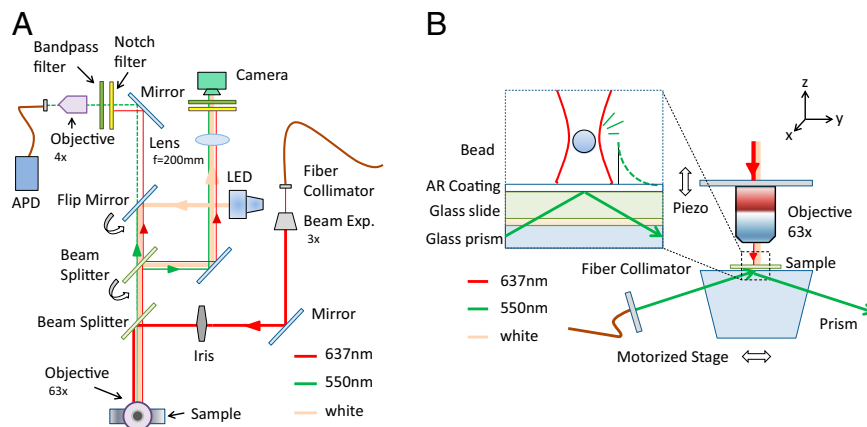 A
Bandpass
filter
Notch
filter
Mirror
Camera
Objective
4x
Lens
f=200mm
APD
Flip Mirror
LED
Fiber
Collimator
Beam Exp.
3x
Beam
Splitter
Beam Splitter
Iris
Mirror
Objective
63x
Sample
637nm
550nm
white
B
Bead
AR Coating
Glass slide
Glass prism
z
y
x
Piezo
Objective
63x
Sample
Fiber Collimator
Prism
Motorized Stage
637nm
550nm
white